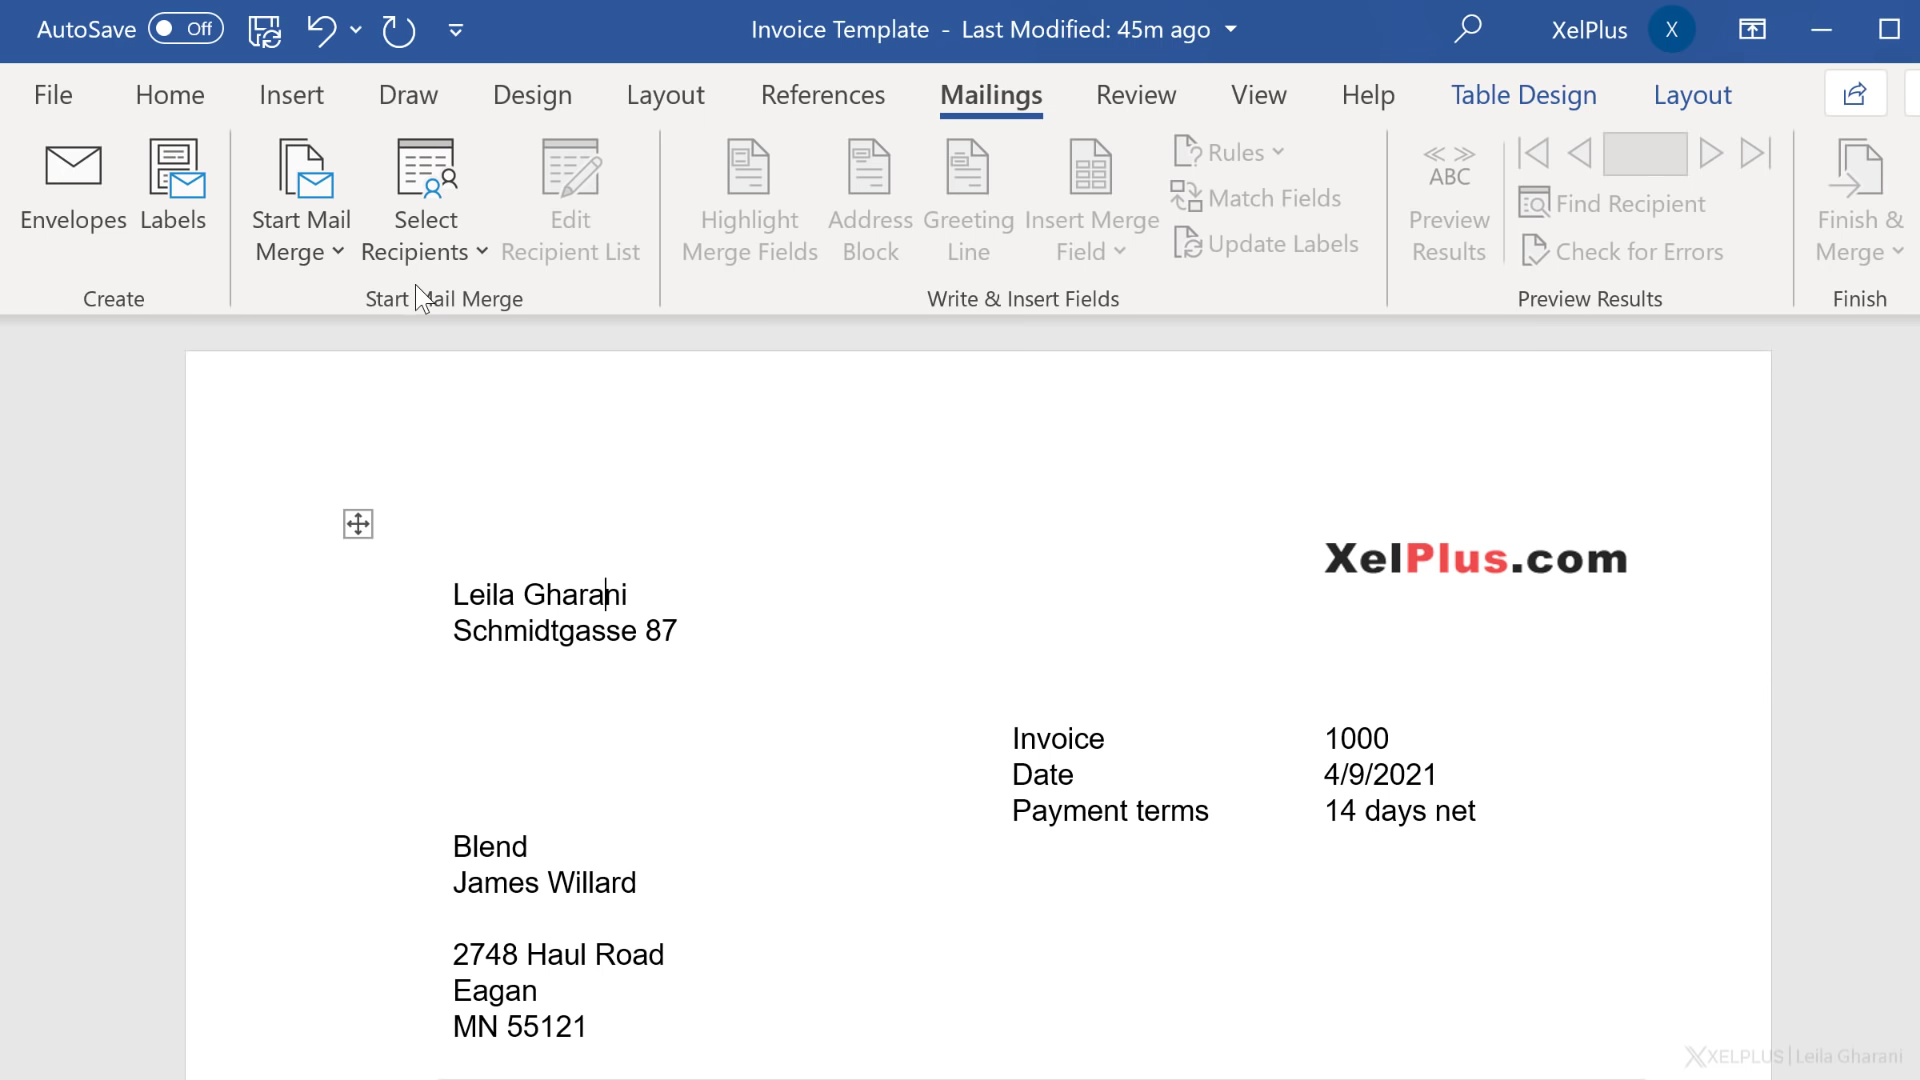 AutoSave Off Invoice Template - Last Modified: 45m ago XelPlus X
File Home Insert Draw Design Layout References Mailings Review View Help Table Design Layout
Envelopes
Labels
Create
Start Mail
Merge
Select
Recipients
Edit
Recipient List
Start Mail Merge
Highlight
Merge Fields
Address
Block
Greeting
Line
Insert Merge
Field
Rules
Match Fields
Update Labels
Write & Insert Fields
ABC
Preview
Results
Find Recipient
Check for Errors
Preview Results
Finish &
Merge
Finish
XelPlus.com
Leila Gharani
Schmidtgasse 87
Invoice 1000
Date 4/9/2021
Payment terms 14 days net
Blend
James Willard
2748 Haul Road
Eagan
MN 55121
XELPLUS | Leila Gharani